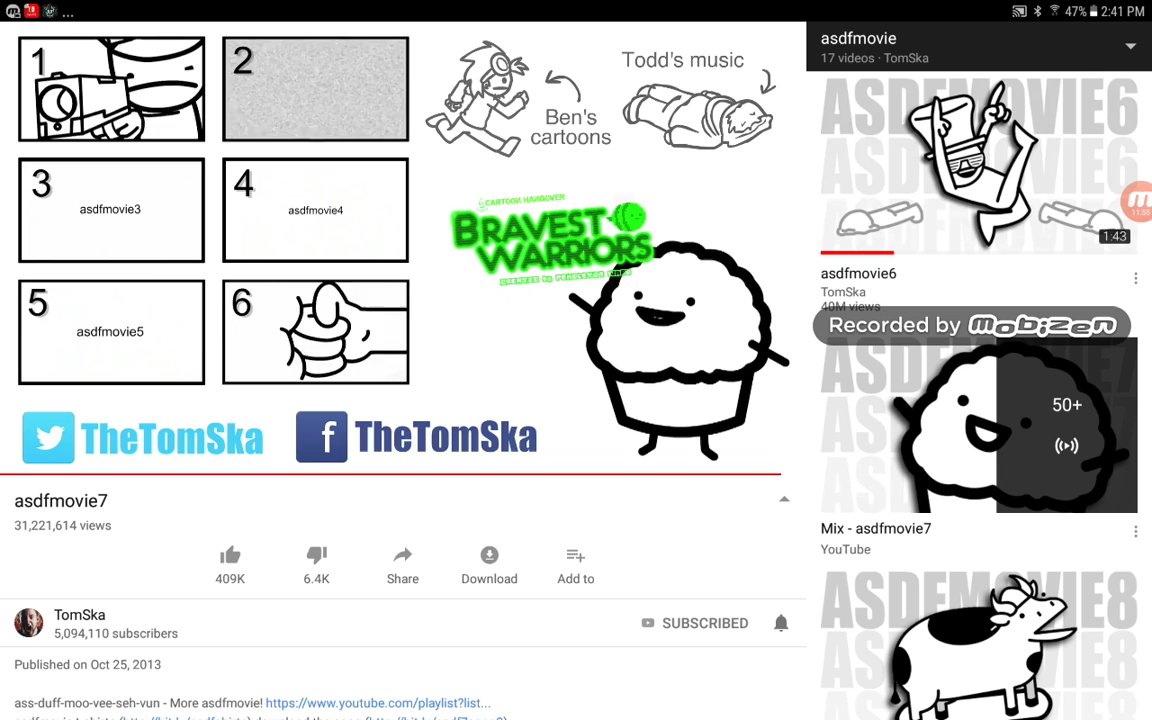 47% 2:41 PM
1
2
3
asdfmovie3
4
asdfmovie4
5
asdfmovie5
6
Ben's
cartoons
Todd's music
CARTOON HANGOVER
BRAVEST
WARRIORS
TheTomSka
f TheTomSka
asdfmovie7
31,221,614 views
409K
6.4K
Share
Download
Add to
TomSka
5,094,110 subscribers
SUBSCRIBED
Published on Oct 25, 2013
ass-duff-moo-vee-seh-vun - More asdfmovie! https://www.youtube.com/playlist?list...
asdfmovie
17 videos · TomSka
ASDFMOVIE6
1:43
11:55
asdfmovie6
TomSka
40M views
Recorded by mobizen
50+
Mix - asdfmovie7
YouTube
ASDFMOVIE8